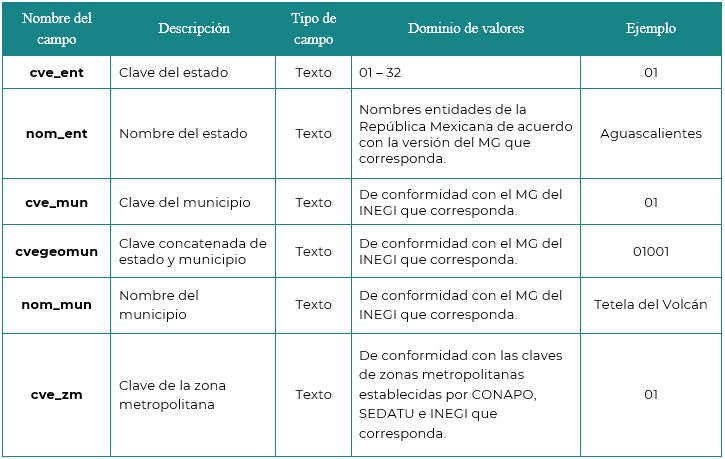 Nombre del campo
Descripción
Tipo de campo
Dominio de valores
Ejemplo
cve_ent
Clave del estado
Texto
01 – 32
01
nom_ent
Nombre del estado
Texto
Nombres entidades de la
República Mexicana de acuerdo
con la versión del MG que
corresponda.
Aguascalientes
cve_mun
Clave del municipio
Texto
De conformidad con el MG del
INEGI que corresponda.
01
cvegeomun
Clave concatenada de
estado y municipio
Texto
De conformidad con el MG del
INEGI que corresponda.
01001
nom_mun
Nombre del
municipio
Texto
De conformidad con el MG del
INEGI que corresponda.
Tetela del Volcán
cve_zm
Clave de la zona
metropolitana
Texto
De conformidad con las claves
de zonas metropolitanas
establecidas por CONAPO,
SEDATU e INEGI que
corresponda.
01